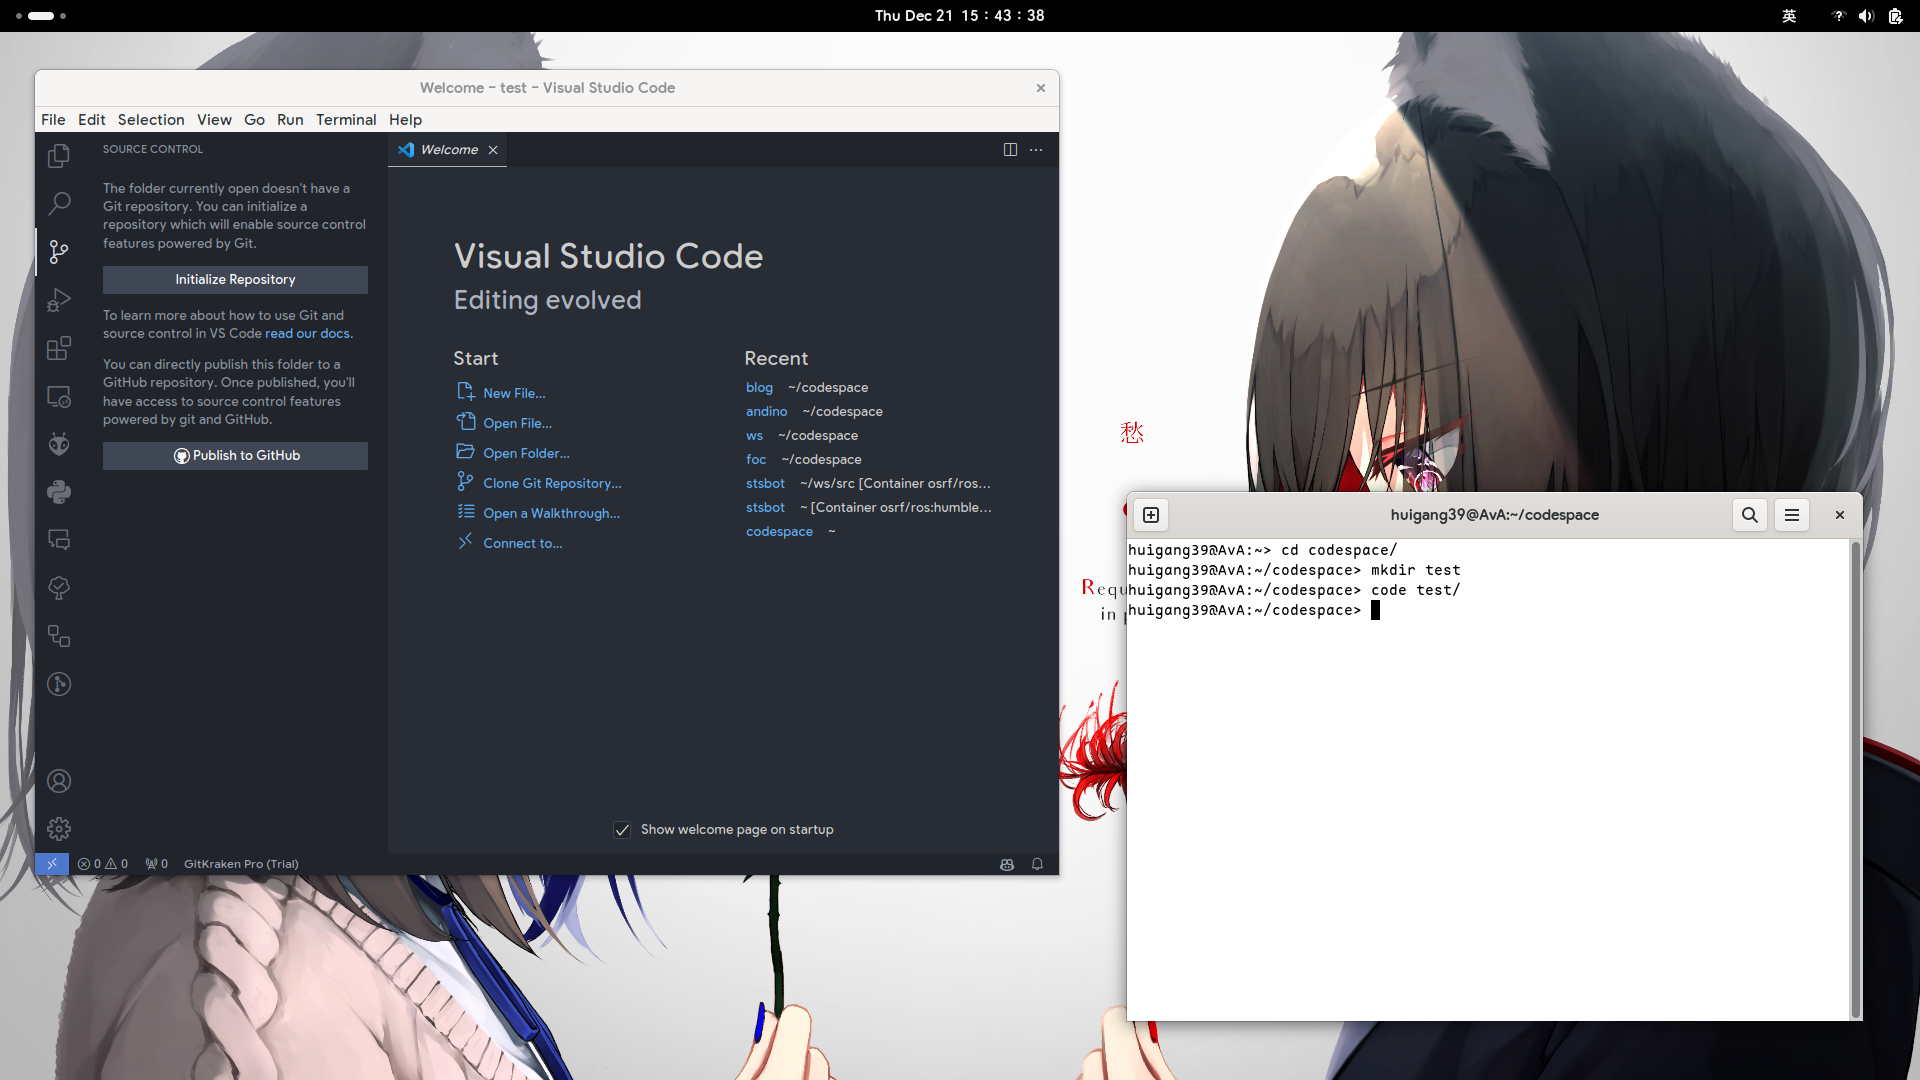 Thu Dec 21 15:43:38
英
Welcome - test - Visual Studio Code
File Edit Selection View Go Run Terminal Help
SOURCE CONTROL
The folder currently open doesn't have a
Git repository. You can initialize a
repository which will enable source control
features powered by Git.
Initialize Repository
To learn more about how to use Git and
source control in VS Code read our docs.
You can directly publish this folder to a
GitHub repository. Once published, you'll
have access to source control features
powered by git and GitHub.
Publish to GitHub
Welcome
Visual Studio Code
Editing evolved
Start
New File...
Open File...
Open Folder...
Clone Git Repository...
Open a Walkthrough...
Connect to...
Recent
blog ~/codespace
andino ~/codespace
ws ~/codespace
foc ~/codespace
stsbot ~/ws/src [Container osrf/ros...
stsbot ~ [Container osrf/ros:humble...
codespace ~
Show welcome page on startup
0 0 0 GitKraken Pro (Trial)
愁
Requ
in
huigang39@AvA:~/codespace
huigang39@AvA:~> cd codespace/
huigang39@AvA:~/codespace> mkdir test
huigang39@AvA:~/codespace> code test/
huigang39@AvA:~/codespace>